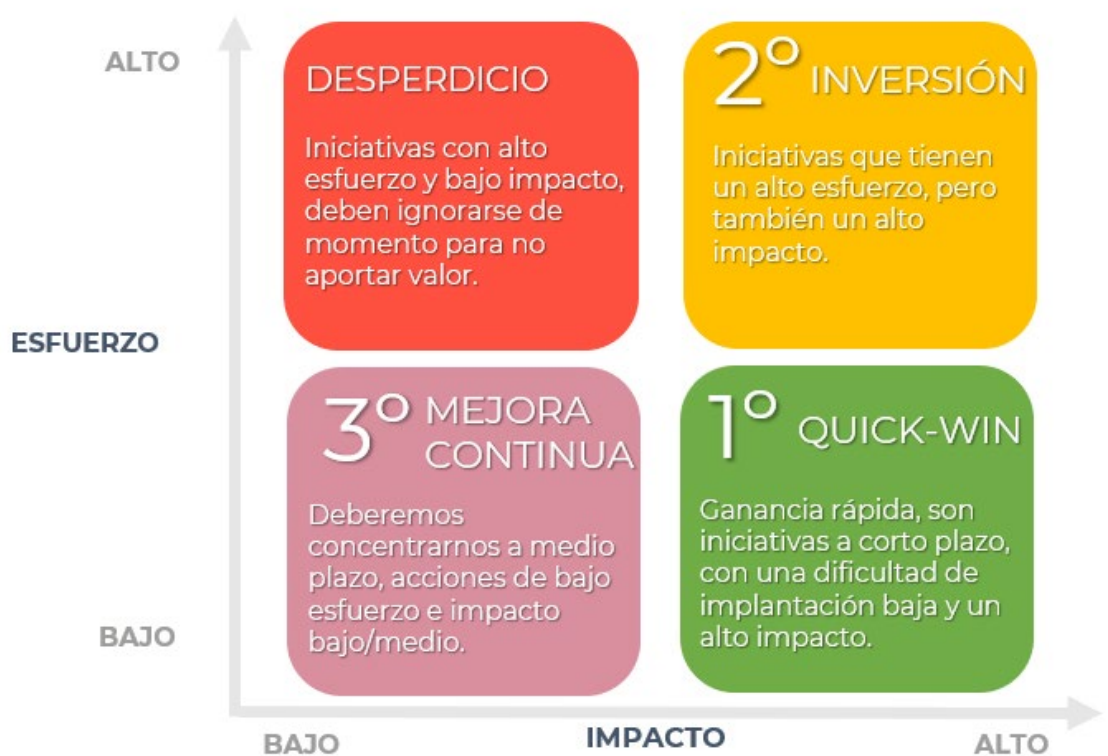 ALTO
DESPERDICIO
Iniciativas con alto
esfuerzo y bajo impacto,
deben ignorarse de
momento para no
aportar valor.
2º INVERSIÓN
Iniciativas que tienen
un alto esfuerzo, pero
también un alto
impacto.
ESFUERZO
3º MEJORA
CONTINUA
Deberemos
concentrarnos a medio
plazo, acciones de bajo
esfuerzo e impacto
bajo/medio.
1º QUICK-WIN
Ganancia rápida, son
iniciativas a corto plazo,
con una dificultad de
implantación baja y un
alto impacto.
BAJO
BAJO
IMPACTO
ALTO